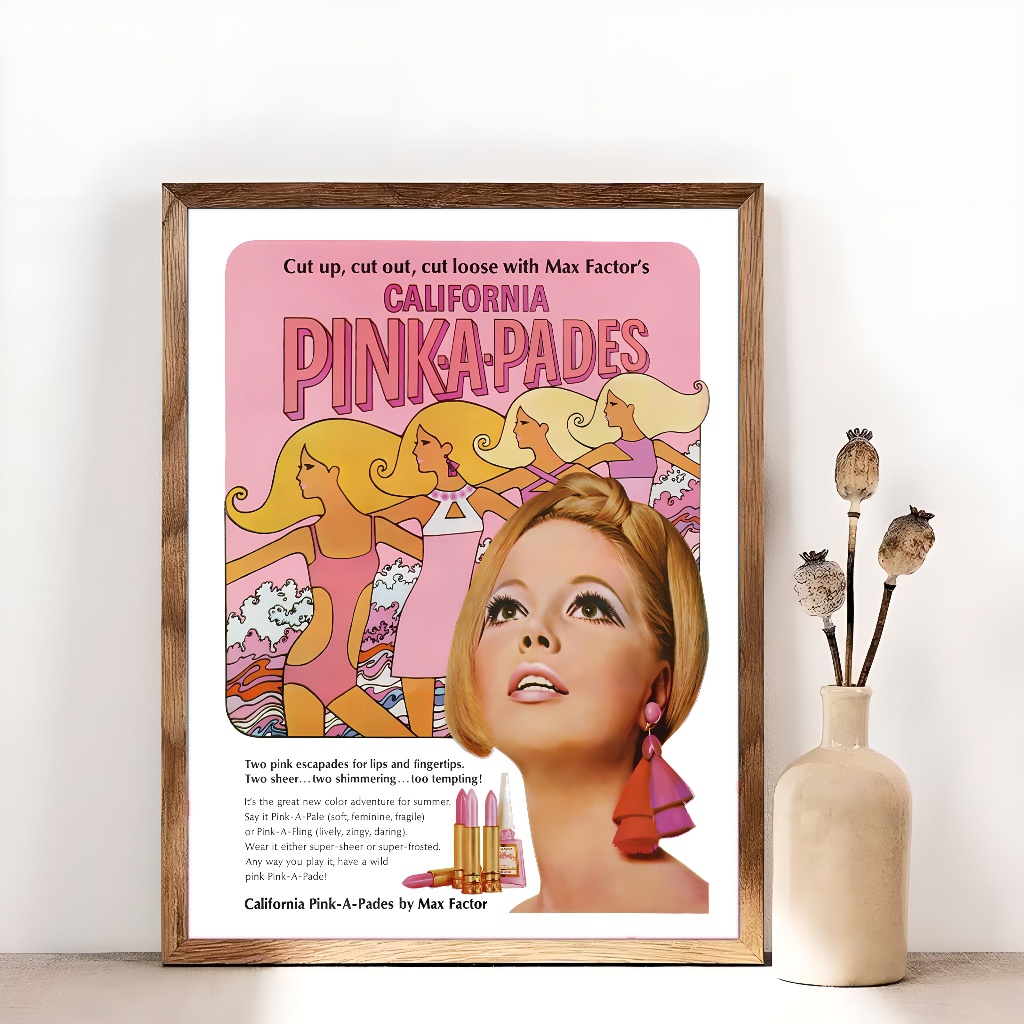 Cut up, cut out, cut loose with Max Factor's
CALIFORNIA
PINK·A·PADES
Two pink escapades for lips and fingertips.
Two sheer...two shimmering...too tempting!
It's the great new color adventure for summer.
Say it Pink-A-Pale (soft, feminine, fragile)
or Pink-A-Fling (lively, zingy, daring).
Wear it either super-sheer or super-frosted.
Any way you play it, have a wild
pink Pink-A-Pade!
California Pink-A-Pades by Max Factor